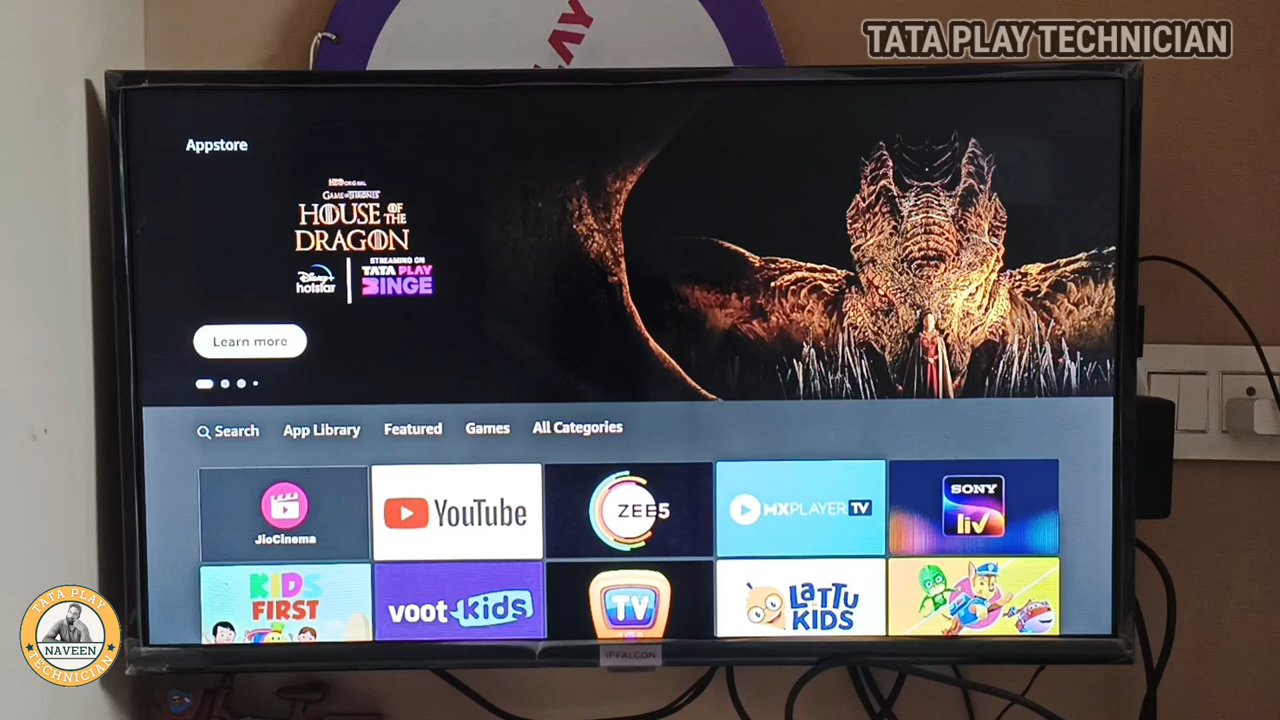 TATA PLAY TECHNICIAN
LAY
Appstore
HBO ORIGINAL
GAME OF THRONES
HOUSE OF THE
DRAGON
Disney+
hotstar
STREAMING ON
TATA PLAY
BINGE
Learn more
Search App Library Featured Games All Categories
JioCinema
YouTube
ZEE5
MXPLAYER TV
SONY
liv
KIDS
FIRST
voot kids
TV
LATTU
KIDS
iFFALCON
TATA PLAY
NAVEEN
TECHNICIAN